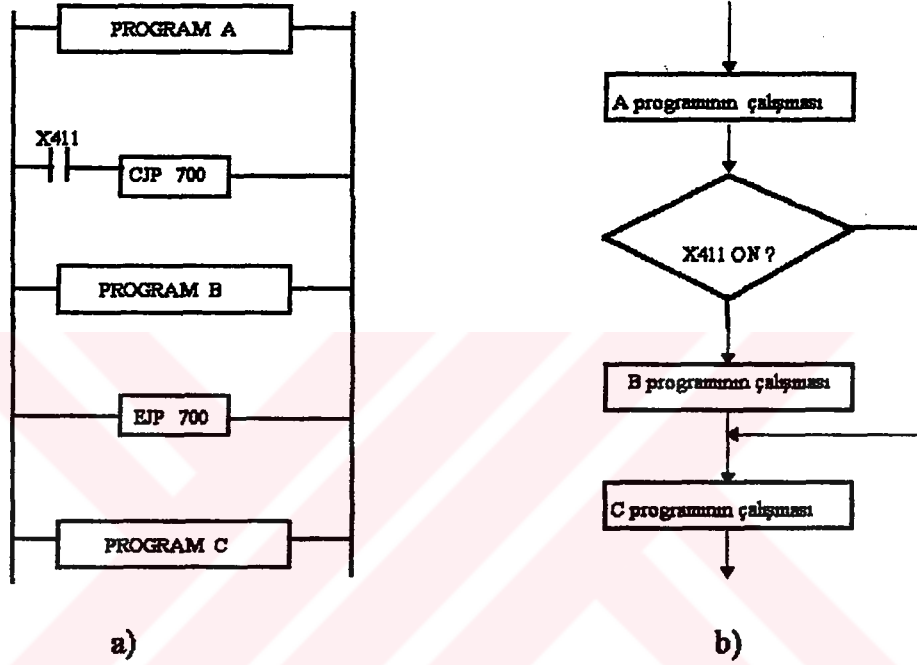 PROGRAM A
X411
CJP 700
PROGRAM B
EJP 700
PROGRAM C
a)
A programının çalışması
X411 ON ?
B programının çalışması
C programının çalışması
b)